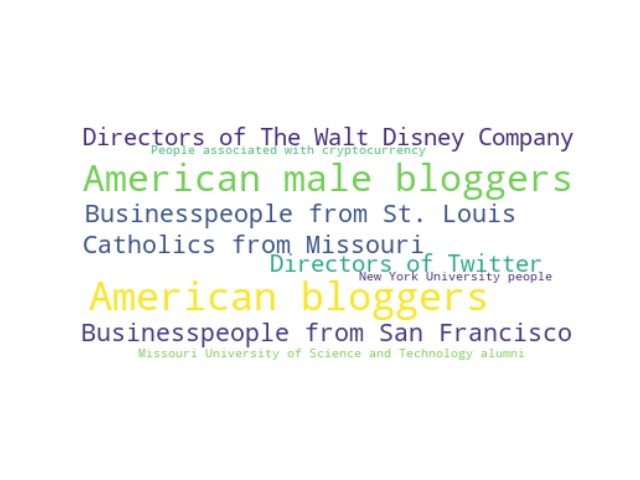 Directors of The Walt Disney Company
People associated with cryptocurrency
American male bloggers
Businesspeople from St. Louis
Catholics from Missouri
Directors of Twitter
New York University people
American bloggers
Businesspeople from San Francisco
Missouri University of Science and Technology alumni